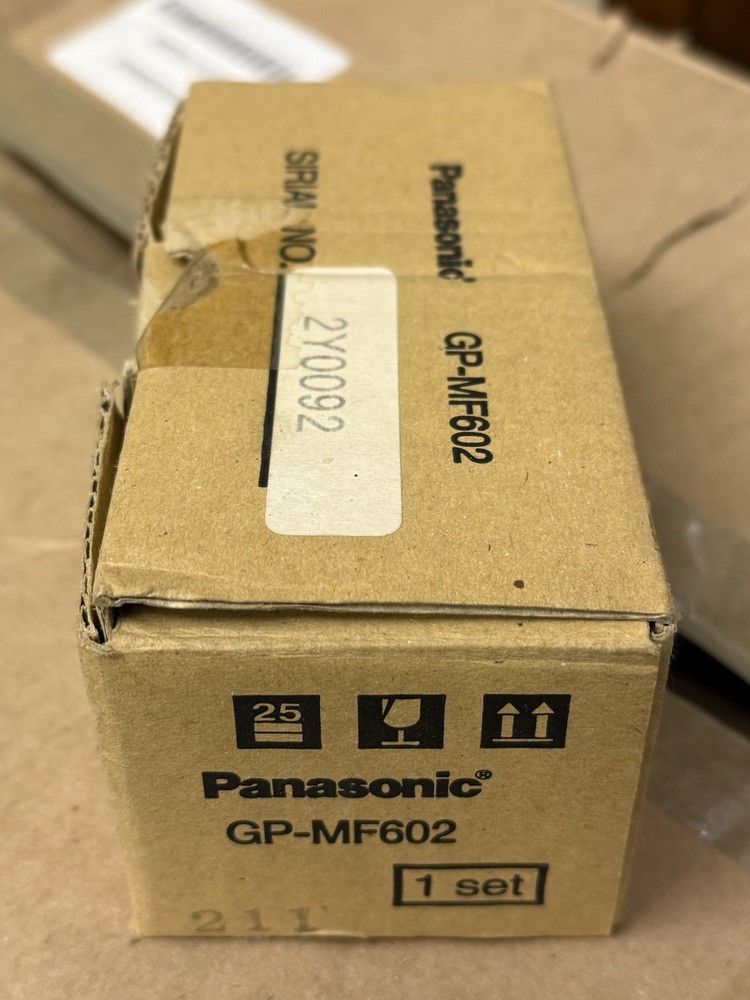 Panasonic GP-MF602
SIRIAL NO. 2Y0092
25
Panasonic®
GP-MF602
1 set
211